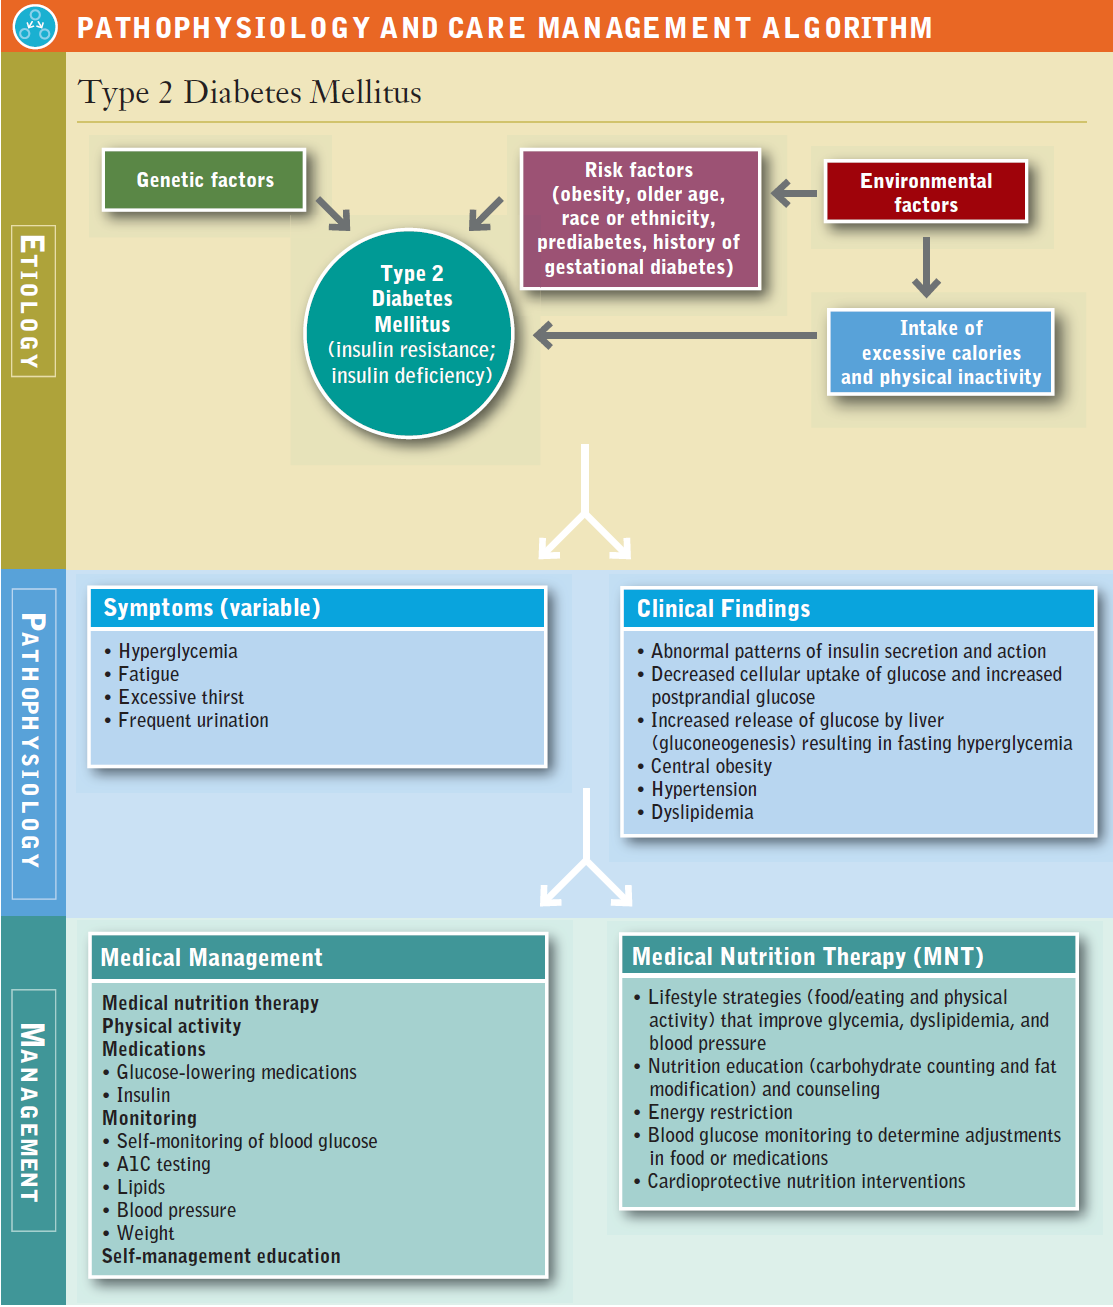 PATHOPHYSIOLOGY AND CARE MANAGEMENT ALGORITHM
ETIOLOGY
Type 2 Diabetes Mellitus
Genetic factors
Risk factors
(obesity, older age,
race or ethnicity,
prediabetes, history of
gestational diabetes)
Environmental
factors
Type 2
Diabetes
Mellitus
(insulin resistance;
insulin deficiency)
Intake of
excessive calories
and physical inactivity
PATHOPHYSIOLOGY
Symptoms (variable)
• Hyperglycemia
• Fatigue
• Excessive thirst
• Frequent urination
Clinical Findings
• Abnormal patterns of insulin secretion and action
• Decreased cellular uptake of glucose and increased
postprandial glucose
• Increased release of glucose by liver
(gluconeogenesis) resulting in fasting hyperglycemia
• Central obesity
• Hypertension
• Dyslipidemia
MANAGEMENT
Medical Management
Medical nutrition therapy
Physical activity
Medications
• Glucose-lowering medications
• Insulin
Monitoring
• Self-monitoring of blood glucose
• A1C testing
• Lipids
• Blood pressure
• Weight
Self-management education
Medical Nutrition Therapy (MNT)
• Lifestyle strategies (food/eating and physical
activity) that improve glycemia, dyslipidemia, and
blood pressure
• Nutrition education (carbohydrate counting and fat
modification) and counseling
• Energy restriction
• Blood glucose monitoring to determine adjustments
in food or medications
• Cardioprotective nutrition interventions